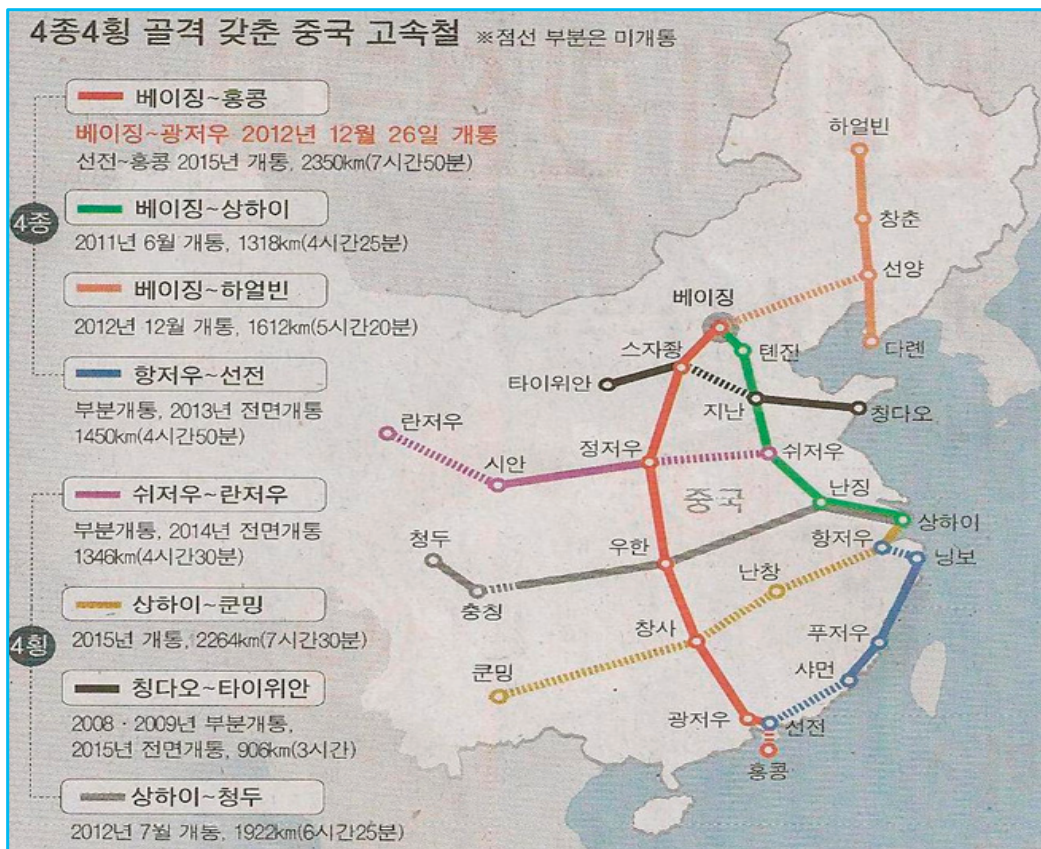 4종4횡 골격 갖춘 중국 고속철 ※점선 부분은 미개통
4종
베이징~홍콩
베이징~광저우 2012년 12월 26일 개통
선전~홍콩 2015년 개통, 2350km(7시간50분)
베이징~상하이
2011년 6월 개통, 1318km(4시간25분)
베이징~하얼빈
2012년 12월 개통, 1612km(5시간20분)
항저우~선전
부분개통, 2013년 전면개통
1450km(4시간50분)
4횡
쉬저우~란저우
부분개통, 2014년 전면개통
1346km(4시간30분)
상하이~쿤밍
2015년 개통, 2264km(7시간30분)
칭다오~타이위안
2008·2009년 부분개통,
2015년 전면개통, 906km(3시간)
상하이~청두
2012년 7월 개통, 1922km(6시간25분)
하얼빈
창춘
선양
베이징
다롄
스자좡
톈진
타이위안
지난
칭다오
란저우
시안
정저우
쉬저우
중국
난징
상하이
청두
우한
항저우
닝보
난창
충칭
창사
푸저우
쿤밍
샤먼
광저우
선전
홍콩